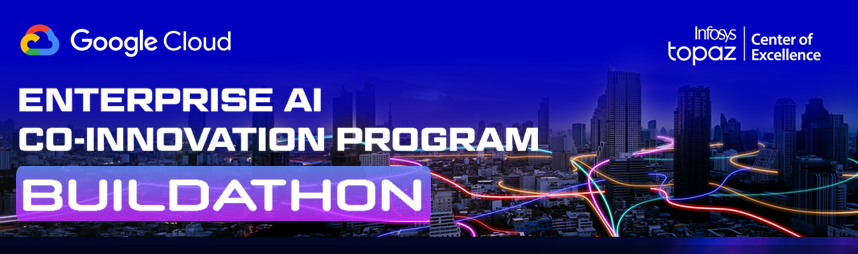 Google Cloud
Infosys
topaz
Center of
Excellence
ENTERPRISE AI
CO-INNOVATION PROGRAM
BUILDATHON